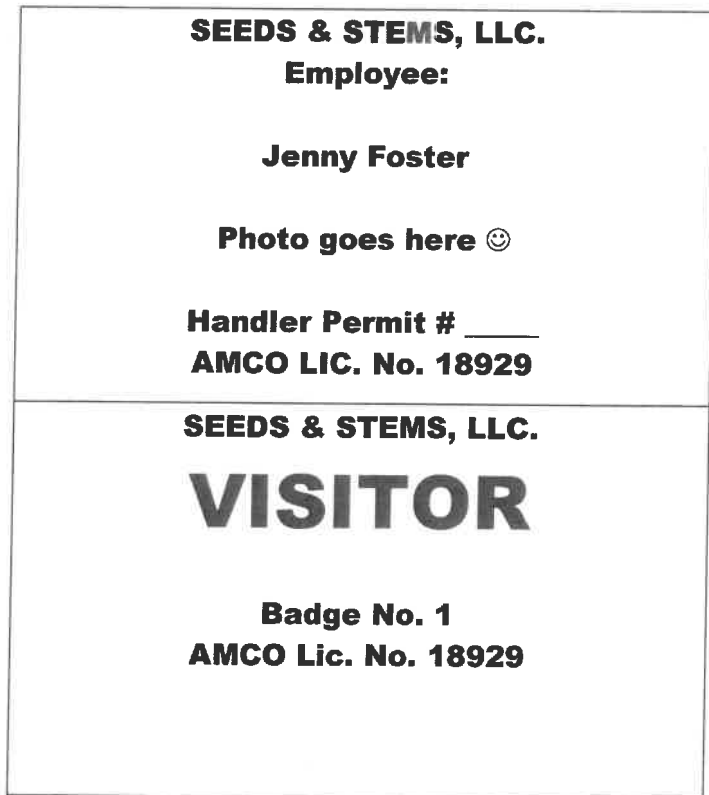 SEEDS & STEMS, LLC.
Employee:
Jenny Foster
Photo goes here ☺
Handler Permit # ____
AMCO LIC. No. 18929
SEEDS & STEMS, LLC.
VISITOR
Badge No. 1
AMCO Lic. No. 18929